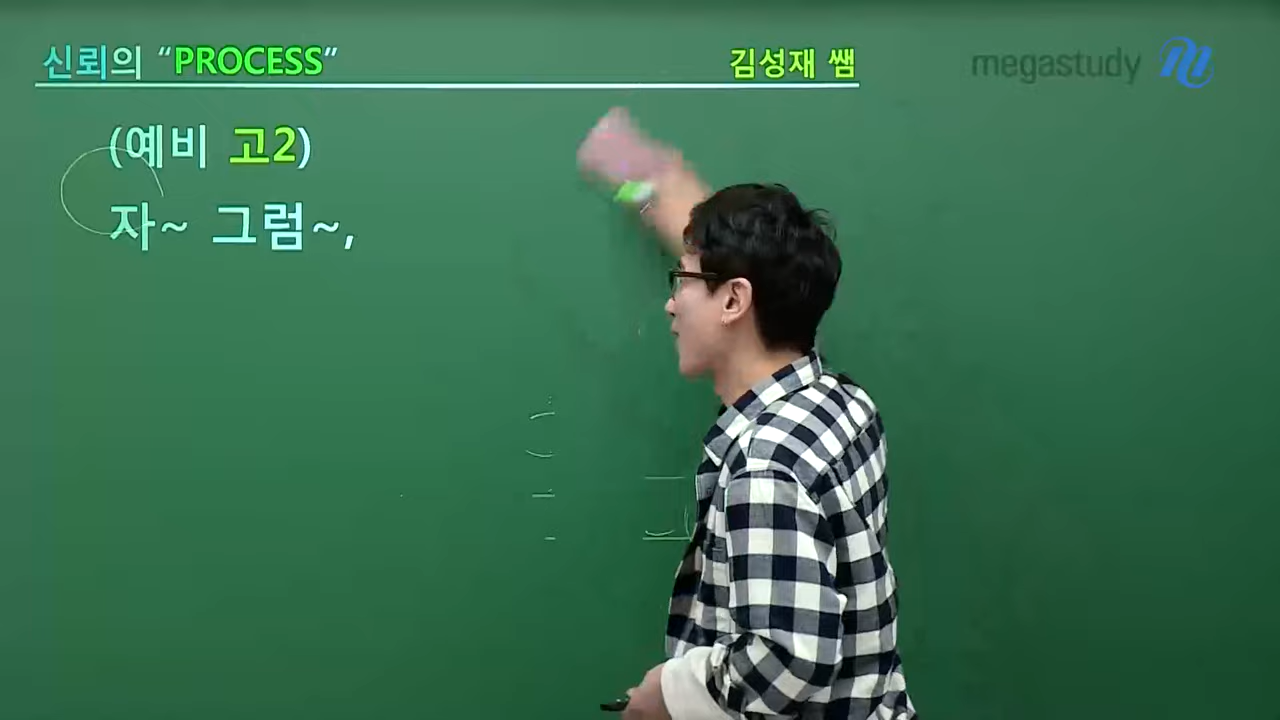 신뢰의 “PROCESS”
김성재 쌤
megastudy
(예비 고2)
자~ 그럼~,